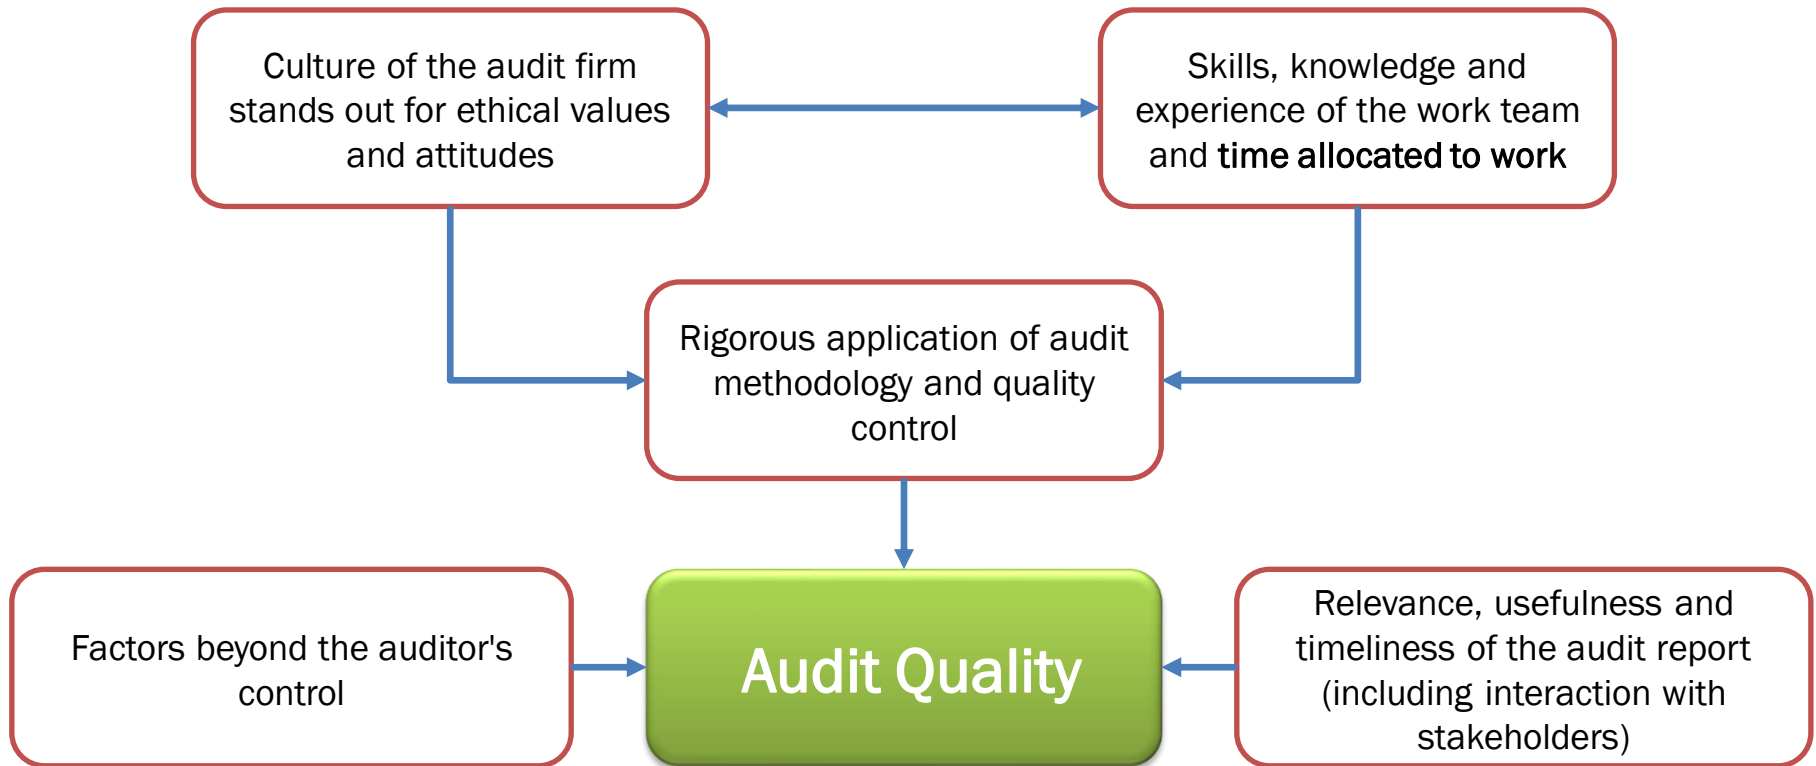 Culture of the audit firm
stands out for ethical values
and attitudes
Skills, knowledge and
experience of the work team
and time allocated to work
Rigorous application of audit
methodology and quality
control
Factors beyond the auditor's
control
Audit Quality
Relevance, usefulness and
timeliness of the audit report
(including interaction with
stakeholders)